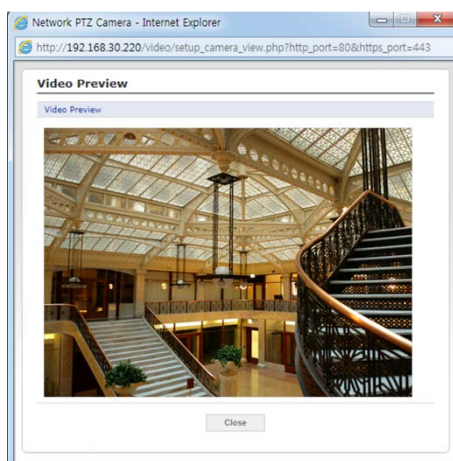 Network PTZ Camera - Internet Explorer
http://192.168.30.220/video/setup_camera_view.php?http_port=80&https_port=443
Video Preview
Video Preview
Close